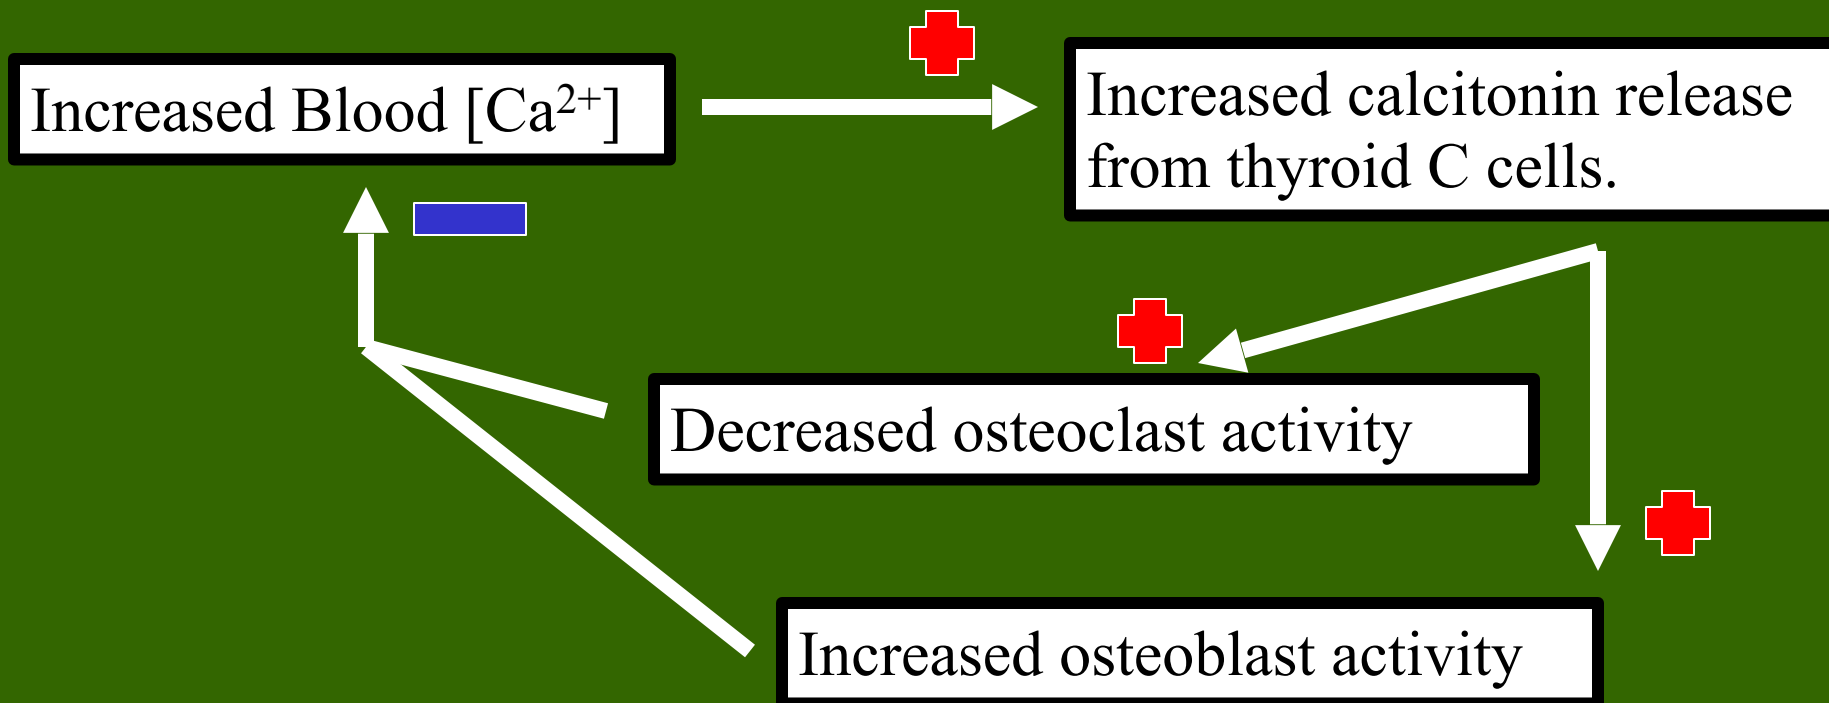 Increased Blood [Ca²⁺]
Increased calcitonin release
from thyroid C cells.
Decreased osteoclast activity
Increased osteoblast activity